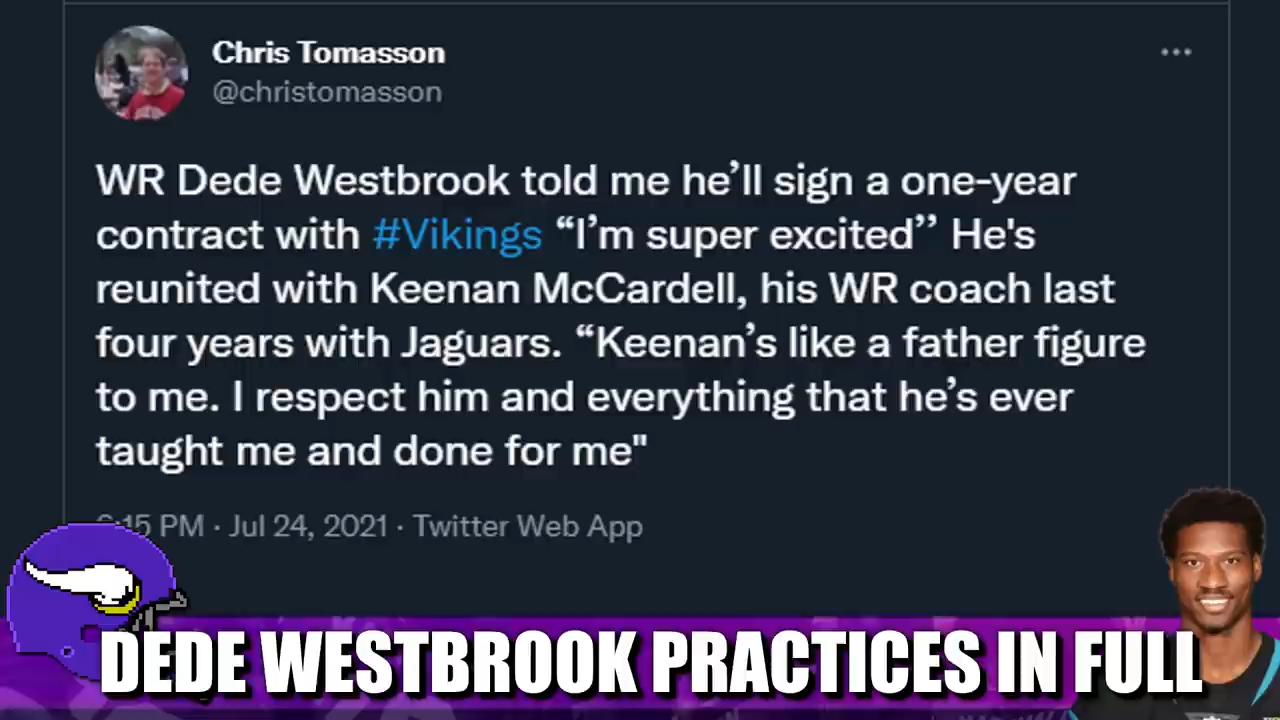 Chris Tomasson
@christomasson
WR Dede Westbrook told me he’ll sign a one-year
contract with #Vikings “I’m super excited’’ He's
reunited with Keenan McCardell, his WR coach last
four years with Jaguars. “Keenan’s like a father figure
to me. I respect him and everything that he’s ever
taught me and done for me"
PM · Jul 24, 2021 · Twitter Web App
DEDE WESTBROOK PRACTICES IN FULL